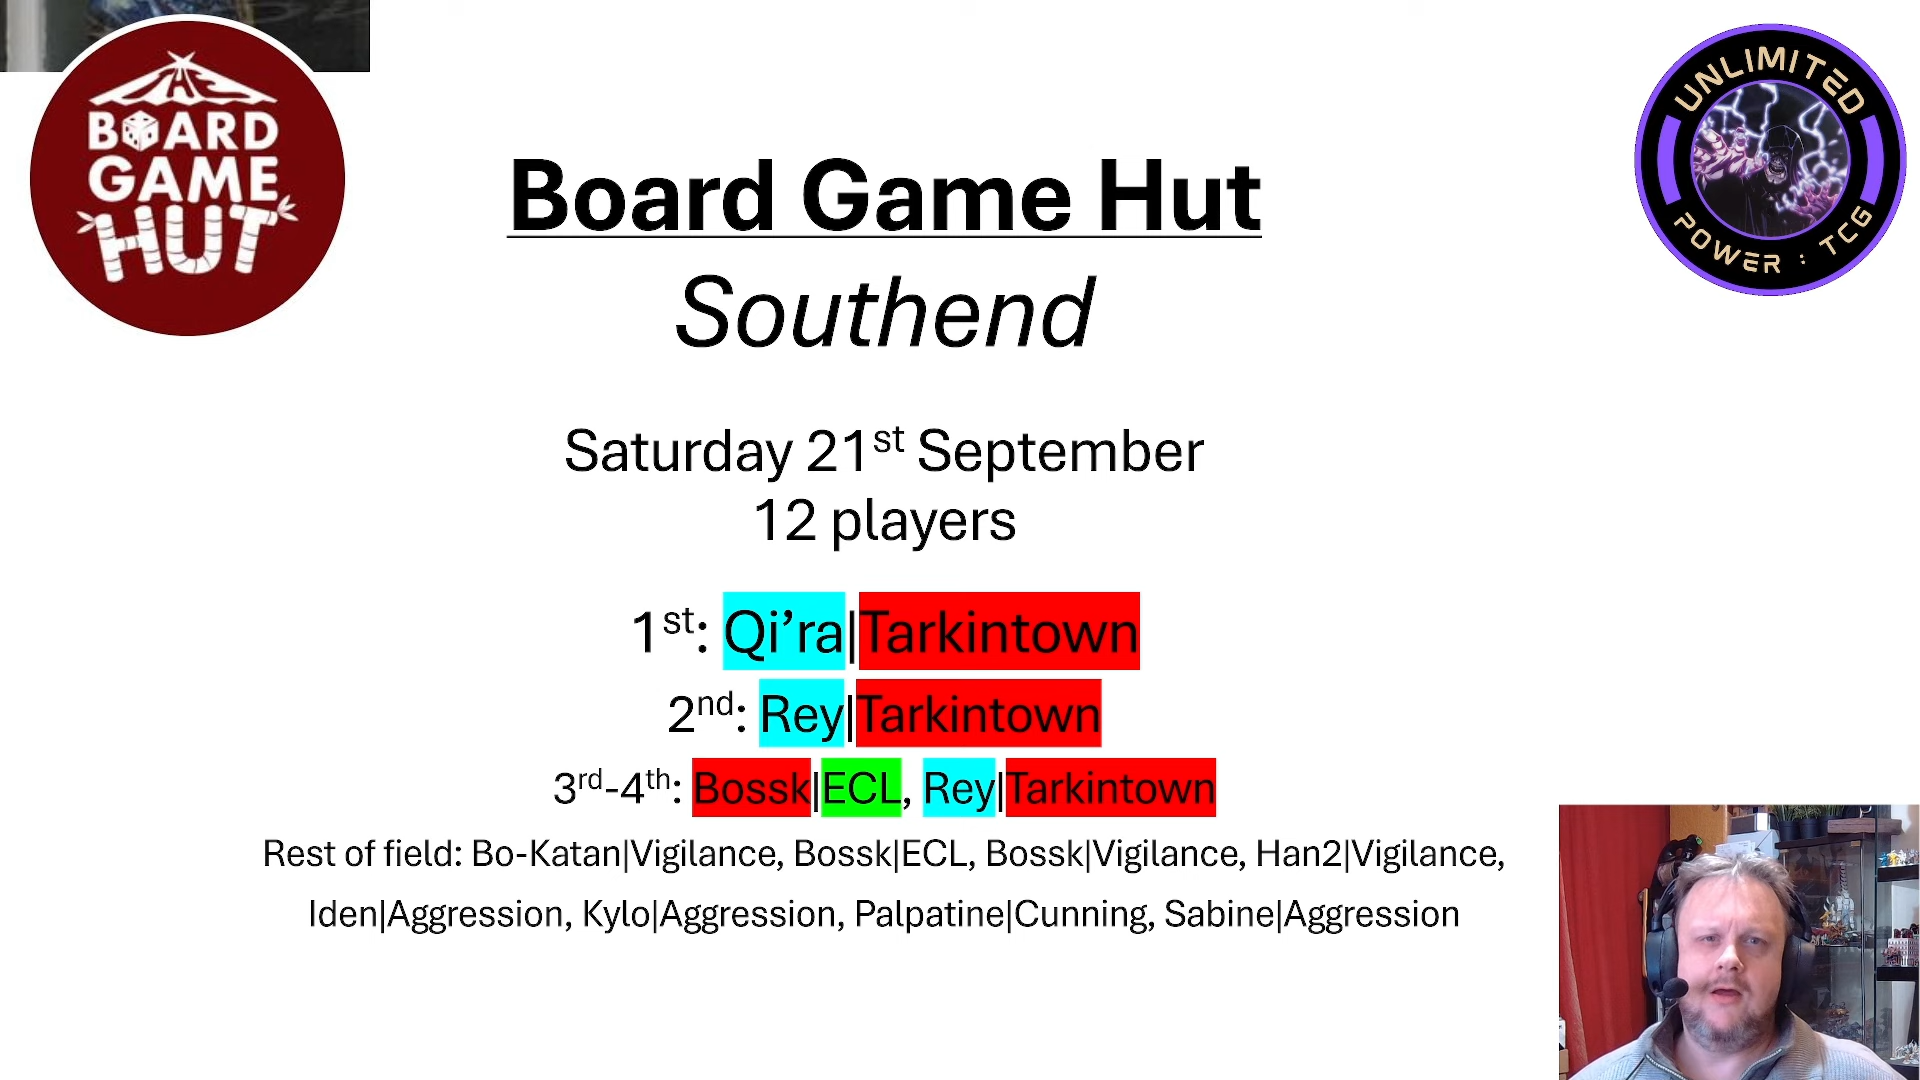 BOARD
GAME
HUT
UNLIMITED
POWER : TCG
Board Game Hut
Southend
Saturday 21st September
12 players
1st: Qi’ra|Tarkintown
2nd: Rey|Tarkintown
3rd-4th: Bossk|ECL, Rey|Tarkintown
Rest of field: Bo-Katan|Vigilance, Bossk|ECL, Bossk|Vigilance, Han2|Vigilance,
Iden|Aggression, Kylo|Aggression, Palpatine|Cunning, Sabine|Aggression